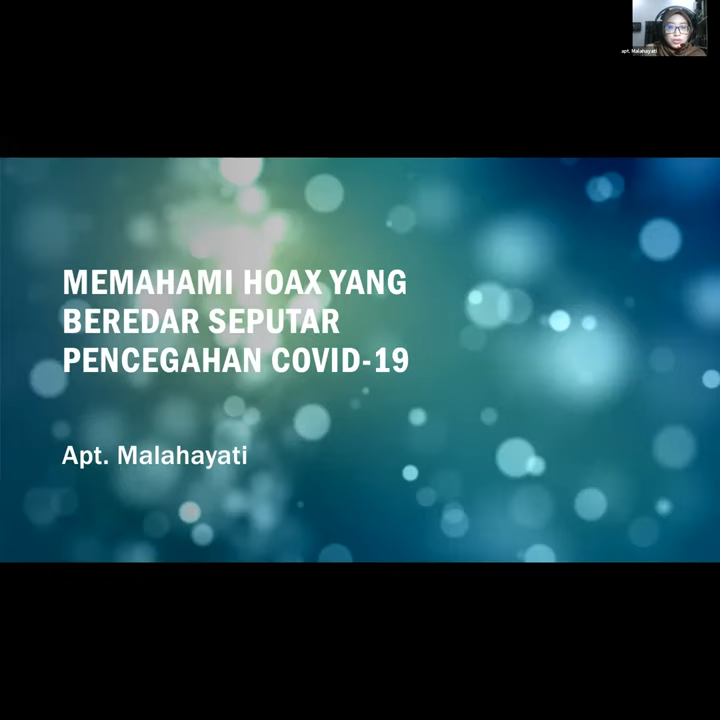 apt. Malahayati
MEMAHAMI HOAX YANG
BEREDAR SEPUTAR
PENCEGAHAN COVID-19
Apt. Malahayati